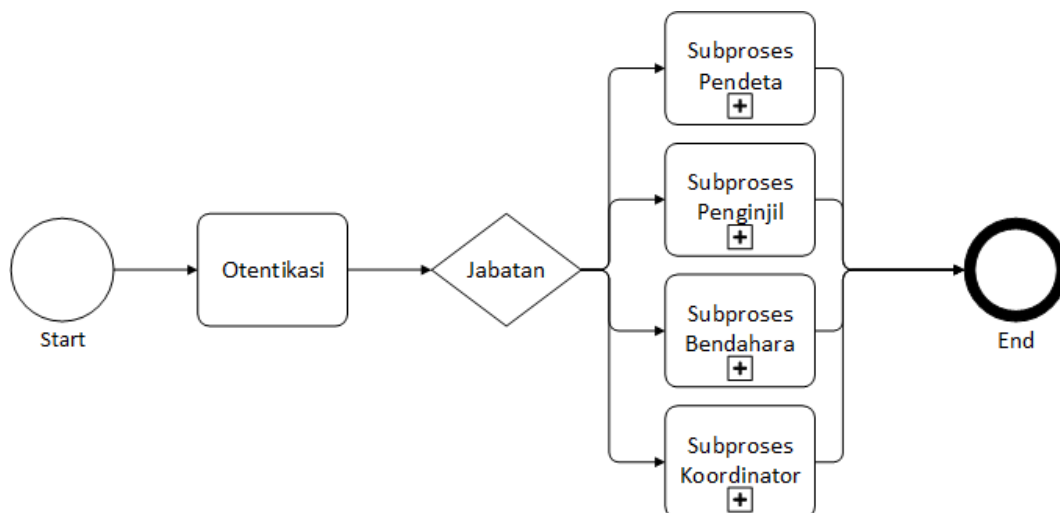 Subproses
Pendeta
Subproses
Penginjil
Otentikasi
Jabatan
Start
Subproses
Bendahara
End
Subproses
Koordinator